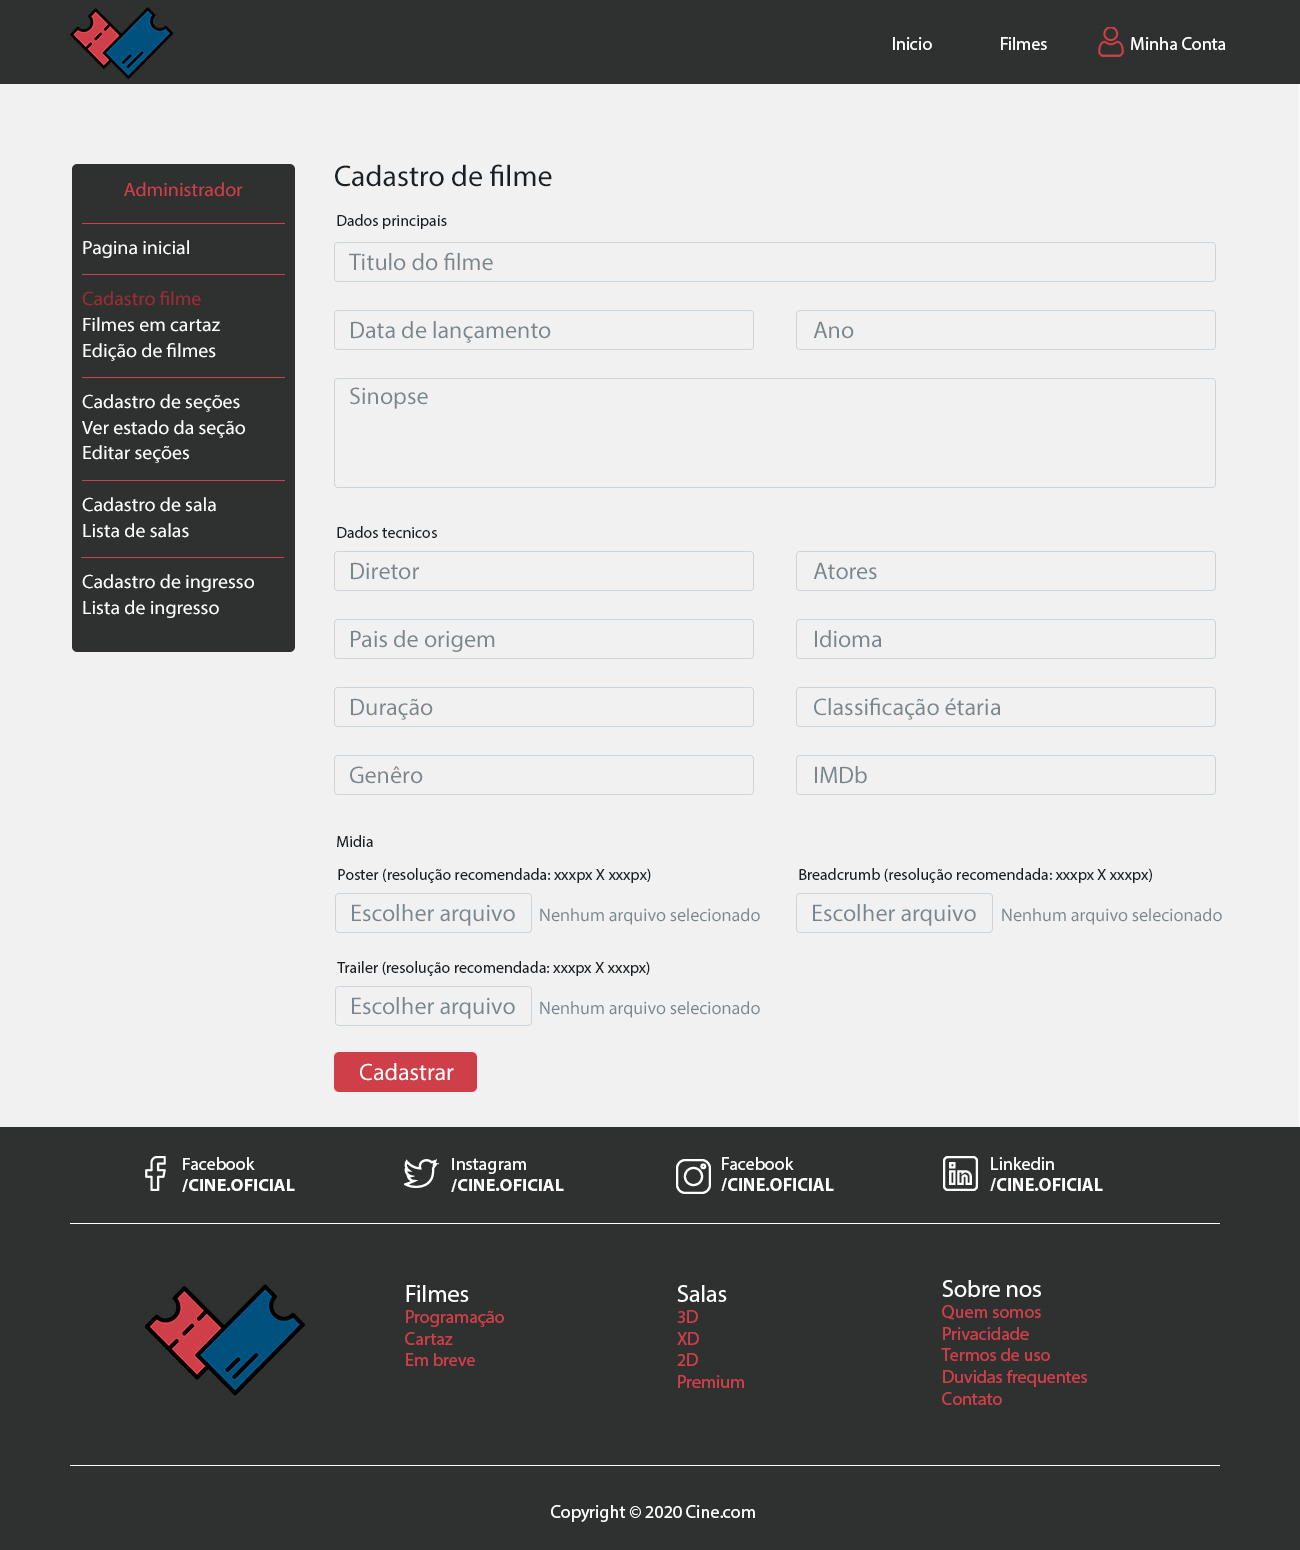 Inicio
Filmes
Minha Conta
Administrador
Pagina inicial
Cadastro filme
Filmes em cartaz
Edição de filmes
Cadastro de seções
Ver estado da seção
Editar seções
Cadastro de sala
Lista de salas
Cadastro de ingresso
Lista de ingresso
Cadastro de filme
Dados principais
Titulo do filme
Data de lançamento
Ano
Sinopse
Dados tecnicos
Diretor
Atores
Pais de origem
Idioma
Duração
Classificação étaria
Genêro
IMDb
Midia
Poster (resolução recomendada: xxxpx X xxxpx)
Escolher arquivo
Nenhum arquivo selecionado
Breadcrumb (resolução recomendada: xxxpx X xxxpx)
Escolher arquivo
Nenhum arquivo selecionado
Trailer (resolução recomendada: xxxpx X xxxpx)
Escolher arquivo
Nenhum arquivo selecionado
Cadastrar
Facebook
/CINE.OFICIAL
Instagram
/CINE.OFICIAL
Facebook
/CINE.OFICIAL
Linkedin
/CINE.OFICIAL
Filmes
Programação
Cartaz
Em breve
Salas
3D
XD
2D
Premium
Sobre nos
Quem somos
Privacidade
Termos de uso
Duvidas frequentes
Contato
Copyright © 2020 Cine.com